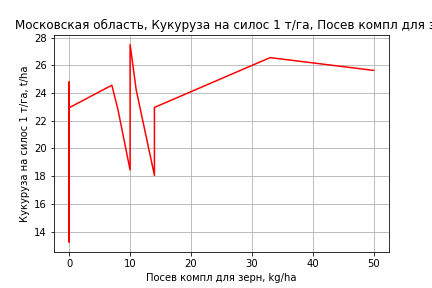 Московская область, Кукуруза на силос 1 т/га, Посев компл для з
28
26
24
22
20
18
16
14
Кукуруза на силос 1 т/га, t/ha
0 10 20 30 40 50
Посев компл для зерн, kg/ha